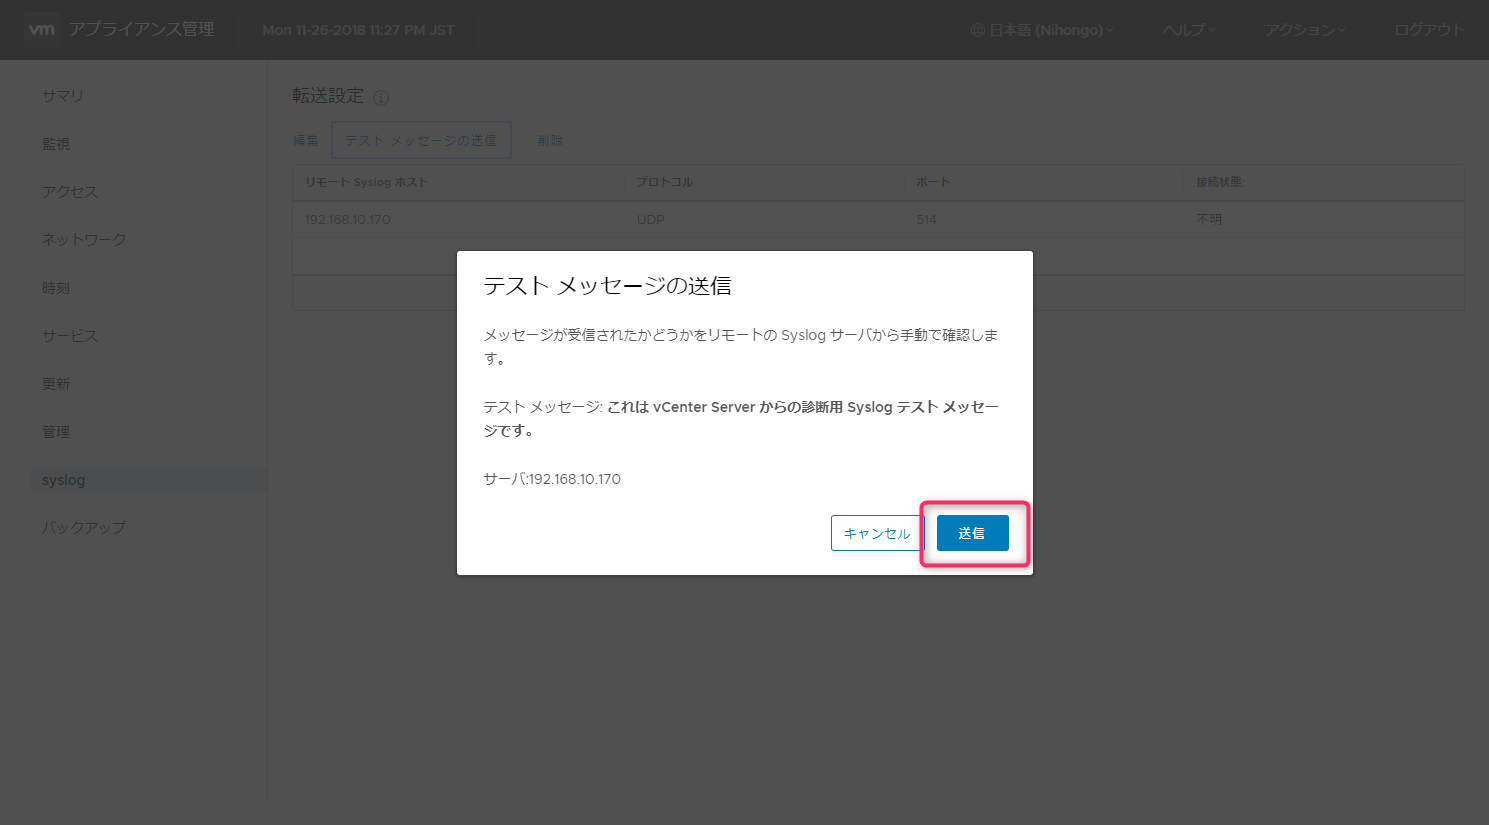 vm アプライアンス管理 Mon 11-26-2018 11:27 PM JST 日本語 (Nihongo) ヘルプ アクション ログアウト
サマリ
監視
アクセス
ネットワーク
時刻
サービス
更新
管理
syslog
バックアップ
転送設定
編集 テスト メッセージの送信 削除
リモート Syslog ホスト プロトコル ポート 接続状態:
192.168.10.170 UDP 514 不明
テスト メッセージの送信
メッセージが受信されたかどうかをリモートの Syslog サーバから手動で確認しま
す。
テスト メッセージ: これは vCenter Server からの診断用 Syslog テスト メッセー
ジです。
サーバ:192.168.10.170
キャンセル 送信